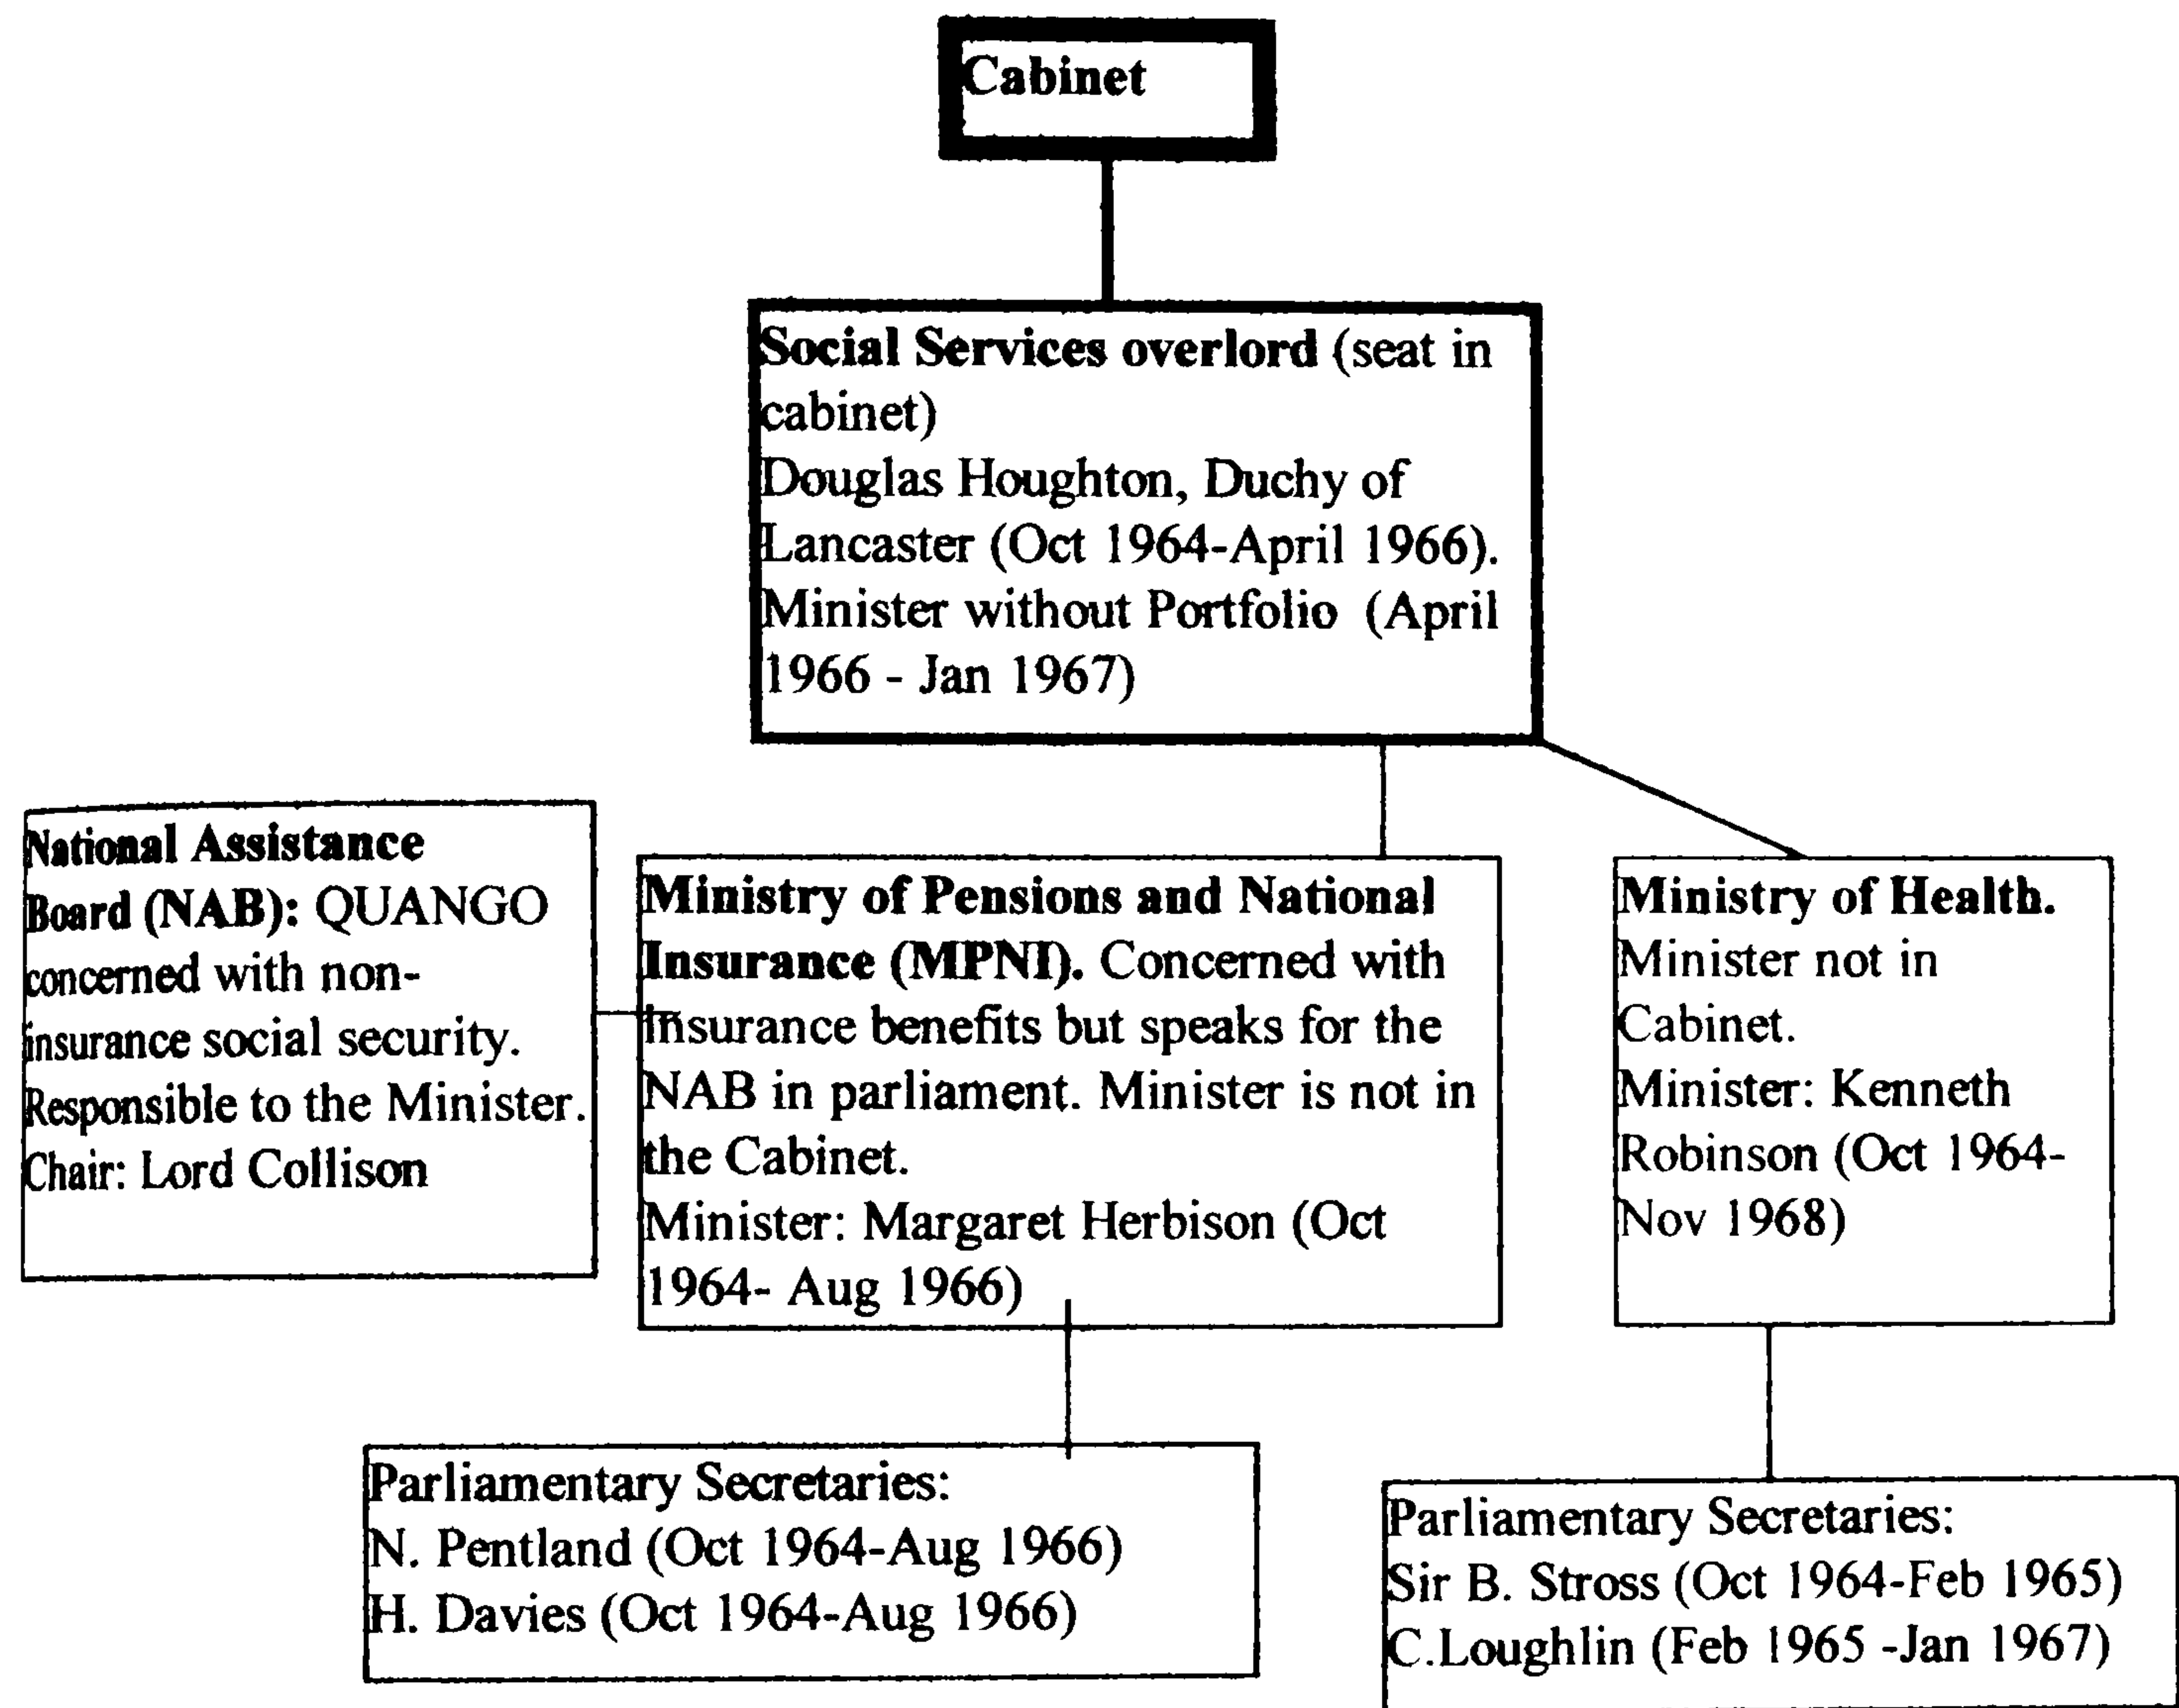 Cabinet
Social Services overlord (seat in
cabinet)
Douglas Houghton, Duchy of
Lancaster (Oct 1964-April 1966).
Minister without Portfolio (April
1966 - Jan 1967)
National Assistance
Board (NAB): QUANGO
concerned with non-
insurance social security.
Responsible to the Minister.
Chair: Lord Collison
Ministry of Pensions and National
Insurance (MPNI). Concerned with
insurance benefits but speaks for the
NAB in parliament. Minister is not in
the Cabinet.
Minister: Margaret Herbison (Oct
1964- Aug 1966)
Ministry of Health.
Minister not in
Cabinet.
Minister: Kenneth
Robinson (Oct 1964-
Nov 1968)
Parliamentary Secretaries:
N. Pentland (Oct 1964-Aug 1966)
H. Davies (Oct 1964-Aug 1966)
Parliamentary Secretaries:
Sir B. Stross (Oct 1964-Feb 1965)
C.Loughlin (Feb 1965 -Jan 1967)